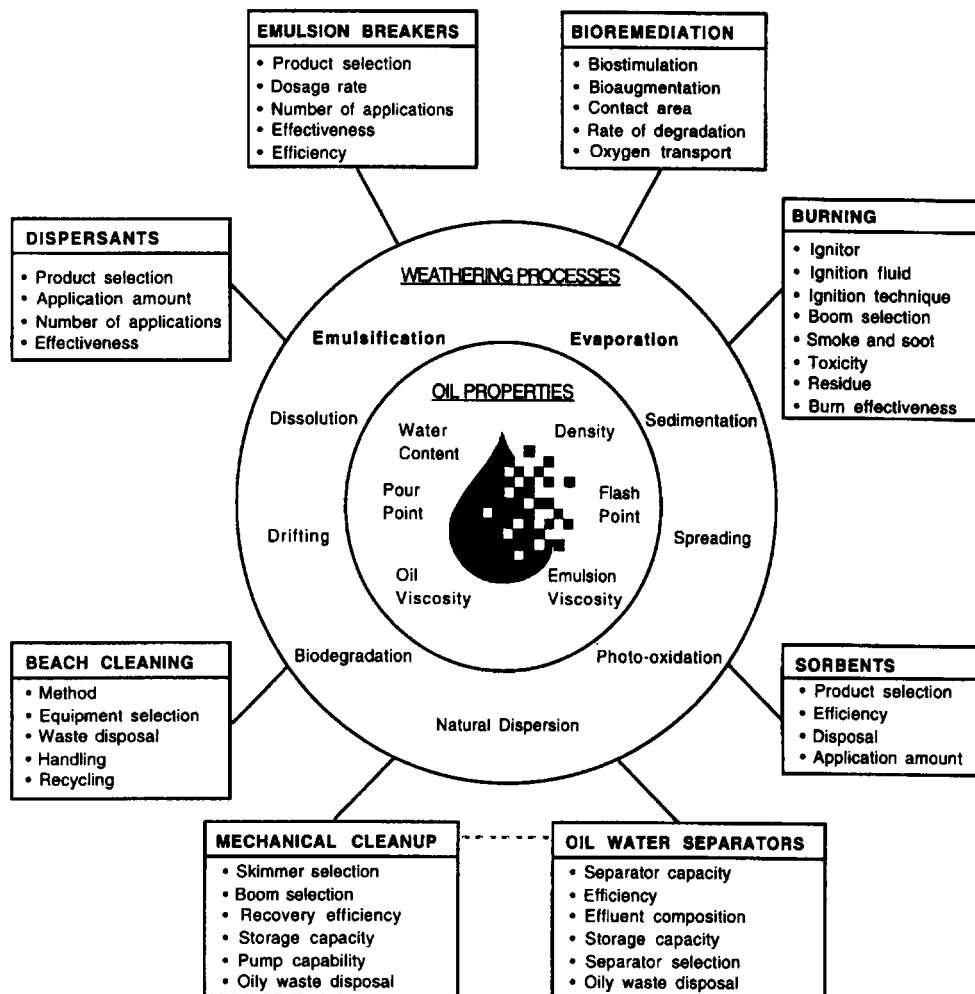 EMULSION BREAKERS
• Product selection
• Dosage rate
• Number of applications
• Effectiveness
• Efficiency
BIOREMEDIATION
• Biostimulation
• Bioaugmentation
• Contact area
• Rate of degradation
• Oxygen transport
DISPERSANTS
• Product selection
• Application amount
• Number of applications
• Effectiveness
BURNING
• Ignitor
• Ignition fluid
• Ignition technique
• Boom selection
• Smoke and soot
• Toxicity
• Residue
• Burn effectiveness
WEATHERING PROCESSES
Emulsification
Evaporation
Dissolution
Sedimentation
Drifting
Spreading
Biodegradation
Photo-oxidation
Natural Dispersion
OIL PROPERTIES
Water
Content
Density
Pour
Point
Flash
Point
Oil
Viscosity
Emulsion
Viscosity
BEACH CLEANING
• Method
• Equipment selection
• Waste disposal
• Handling
• Recycling
SORBENTS
• Product selection
• Efficiency
• Disposal
• Application amount
MECHANICAL CLEANUP
• Skimmer selection
• Boom selection
• Recovery efficiency
• Storage capacity
• Pump capability
• Oily waste disposal
OIL WATER SEPARATORS
• Separator capacity
• Efficiency
• Effluent composition
• Storage capacity
• Separator selection
• Oily waste disposal